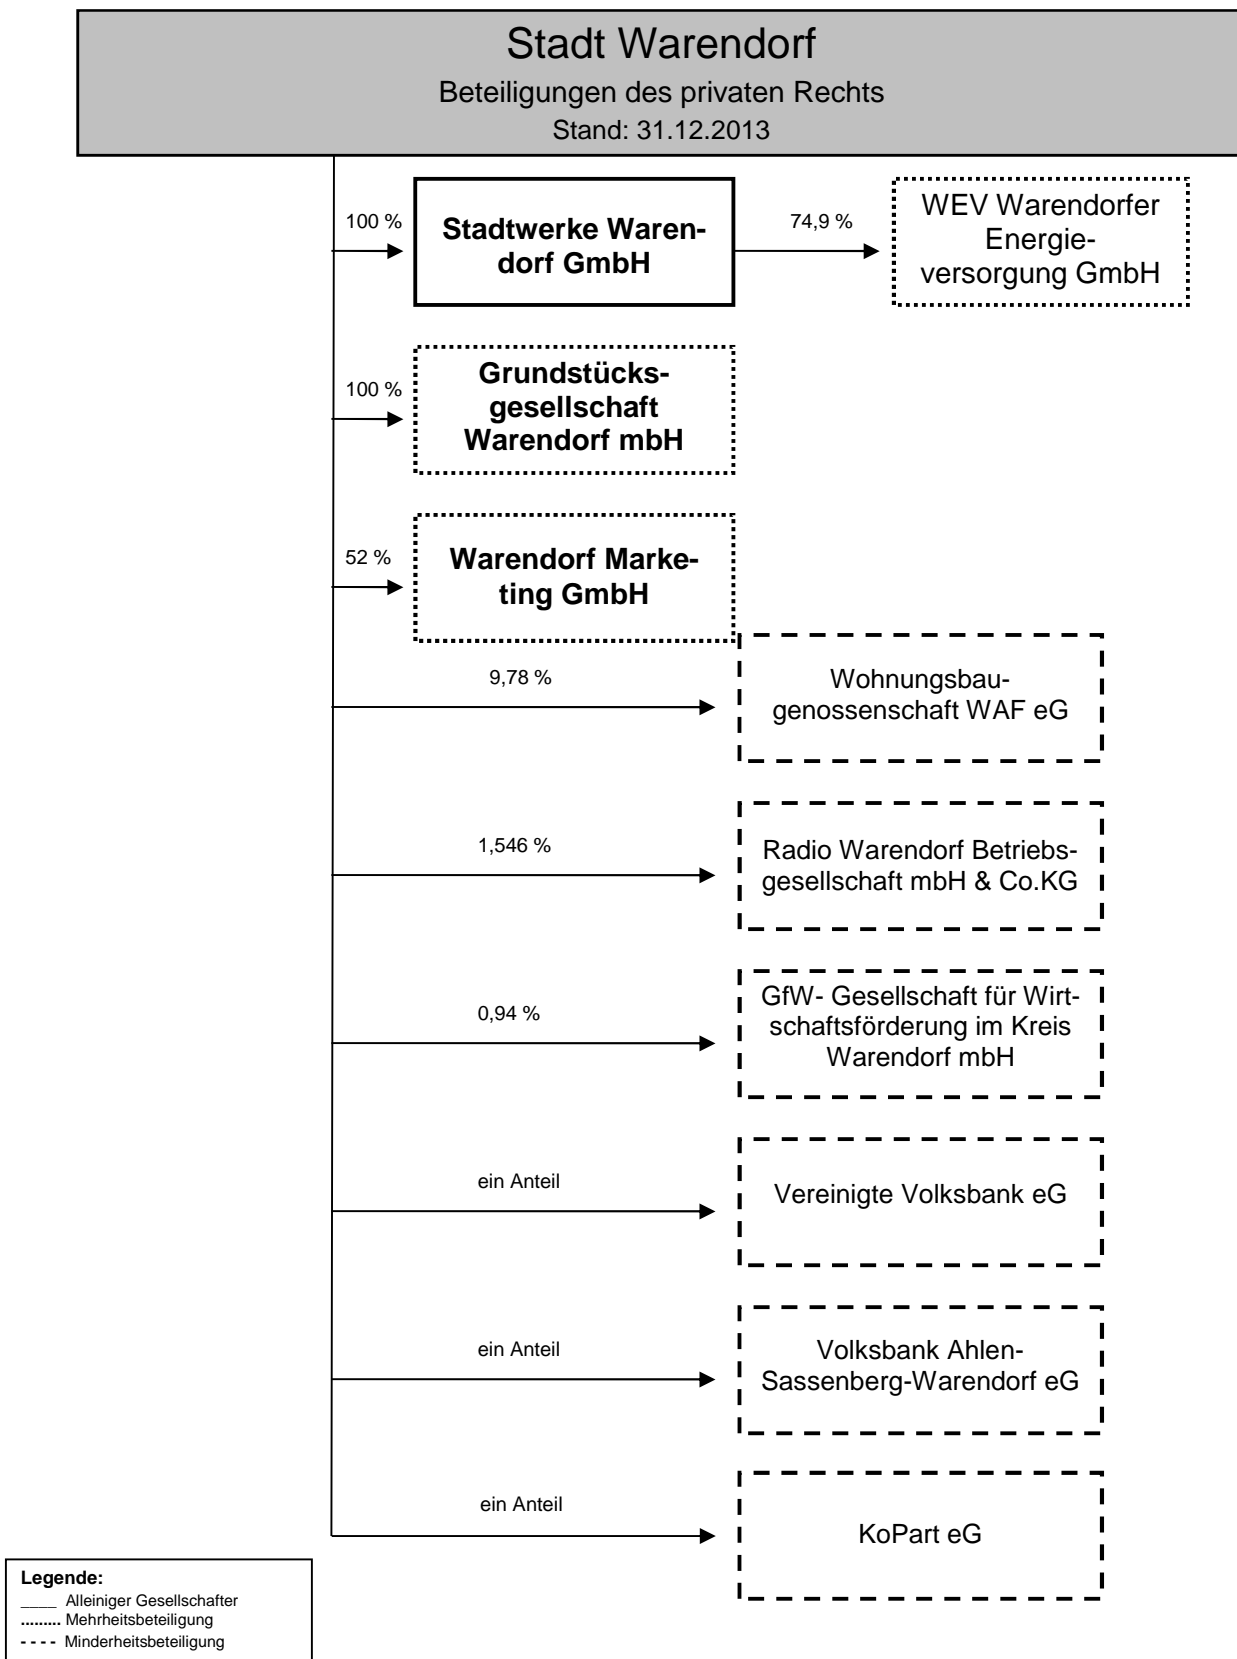 Stadt Warendorf
Beteiligungen des privaten Rechts
Stand: 31.12.2013
100 %
Stadtwerke Waren-
dorf GmbH
74,9 %
WEV Warendorfer
Energie-
versorgung GmbH
100 %
Grundstücks-
gesellschaft
Warendorf mbH
52 %
Warendorf Marke-
ting GmbH
9,78 %
Wohnungsbau-
genossenschaft WAF eG
1,546 %
Radio Warendorf Betriebs-
gesellschaft mbH & Co.KG
0,94 %
GfW- Gesellschaft für Wirt-
schaftsförderung im Kreis
Warendorf mbH
ein Anteil
Vereinigte Volksbank eG
ein Anteil
Volksbank Ahlen-
Sassenberg-Warendorf eG
ein Anteil
KoPart eG
Legende:
____ Alleiniger Gesellschafter
......... Mehrheitsbeteiligung
- - - - Minderheitsbeteiligung